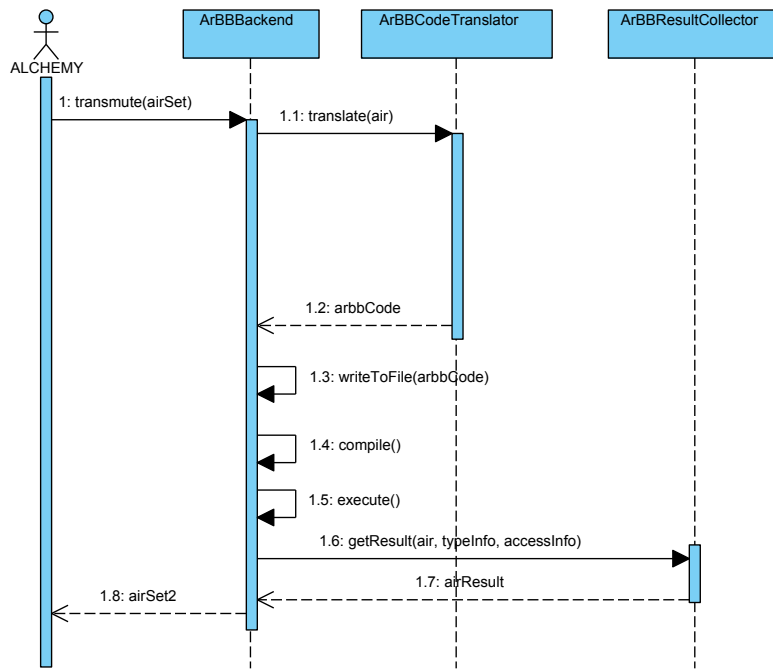 ArBBBackend
ArBBCodeTranslator
ArBBResultCollector
ALCHEMY
1: transmute(airSet)
1.1: translate(air)
1.2: arbbCode
1.3: writeToFile(arbbCode)
1.4: compile()
1.5: execute()
1.6: getResult(air, typeInfo, accessInfo)
1.7: airResult
1.8: airSet2